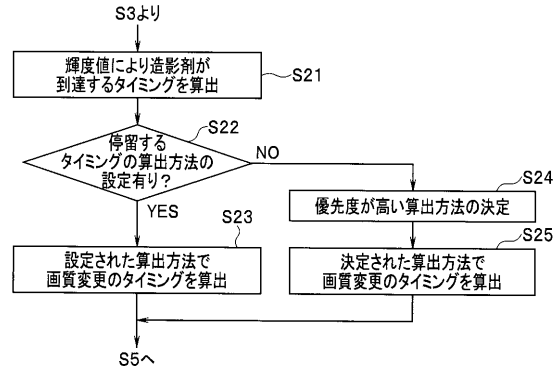 S3より
輝度値により造影剤が
到達するタイミングを算出
S21
停留する
タイミングの算出方法の
設定有り？
S22
NO
YES
S24
優先度が高い算出方法の決定
S23
設定された算出方法で
画質変更のタイミングを算出
S25
決定された算出方法で
画質変更のタイミングを算出
S5へ